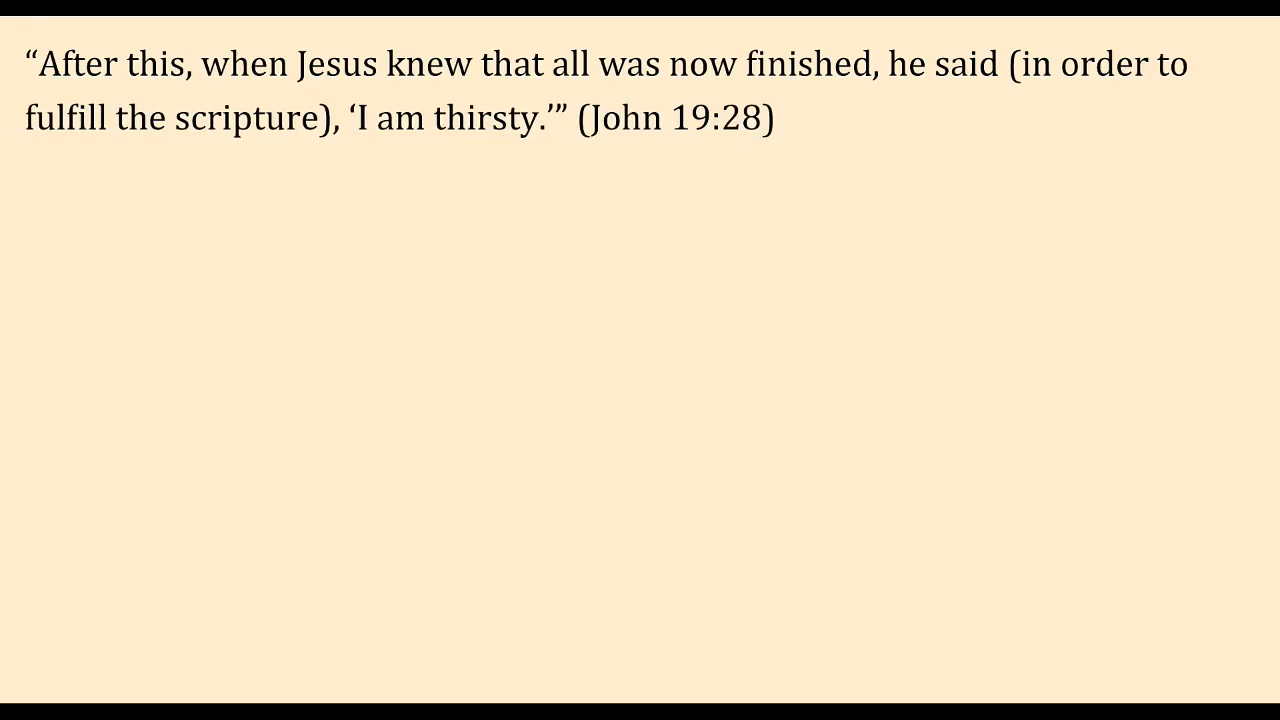 “After this, when Jesus knew that all was now finished, he said (in order to
fulfill the scripture), ‘I am thirsty.’” (John 19:28)